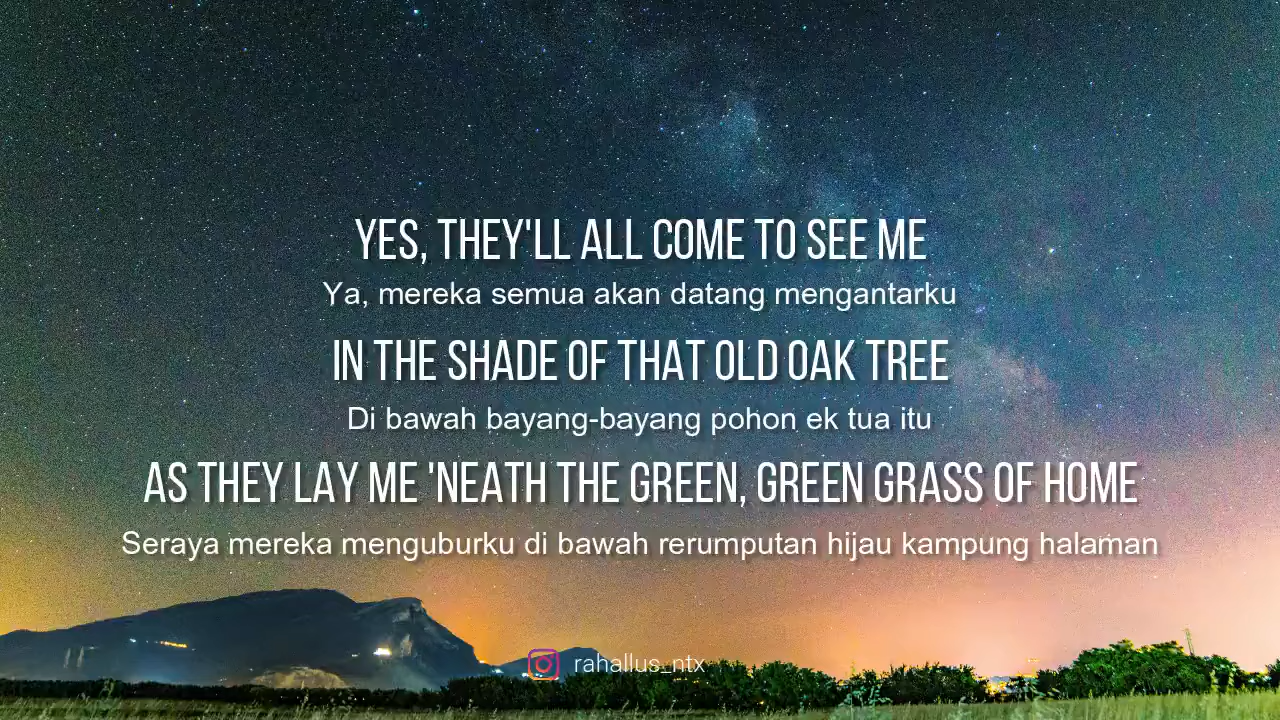 YES, THEY'LL ALL COME TO SEE ME
Ya, mereka semua akan datang mengantarku
IN THE SHADE OF THAT OLD OAK TREE
Di bawah bayang-bayang pohon ek tua itu
AS THEY LAY ME 'NEATH THE GREEN, GREEN GRASS OF HOME
Seraya mereka menguburku di bawah rerumputan hijau kampung halaman
rahallus_ntx